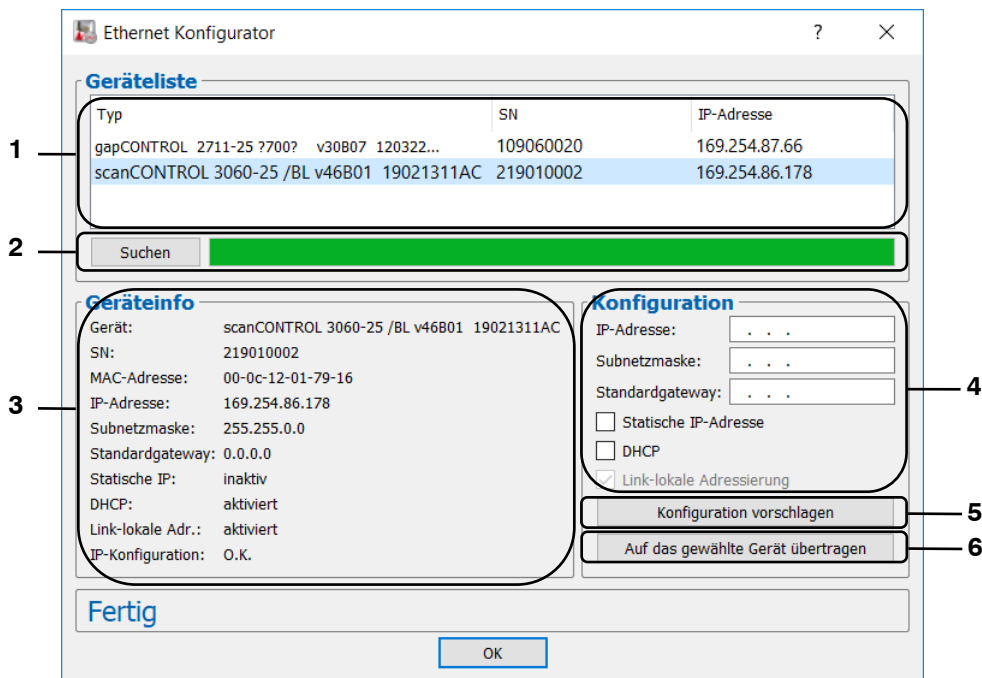 Ethernet Konfigurator ?
Geräteliste
Typ SN IP-Adresse
1
gapCONTROL 2711-25 ?700? v30B07 120322... 109060020 169.254.87.66
scanCONTROL 3060-25 /BL v46B01 19021311AC 219010002 169.254.86.178
2
Suchen
Geräteinfo
Gerät: scanCONTROL 3060-25 /BL v46B01 19021311AC
SN: 219010002
MAC-Adresse: 00-0c-12-01-79-16
3
IP-Adresse: 169.254.86.178
Subnetzmaske: 255.255.0.0
Standardgateway: 0.0.0.0
Statische IP: inaktiv
DHCP: aktiviert
Link-lokale Adr.: aktiviert
IP-Konfiguration: O.K.
Konfiguration
IP-Adresse: . . .
Subnetzmaske: . . .
Standardgateway: . . .
4
Statische IP-Adresse
DHCP
Link-lokale Adressierung
Konfiguration vorschlagen
5
Auf das gewählte Gerät übertragen
6
Fertig
OK